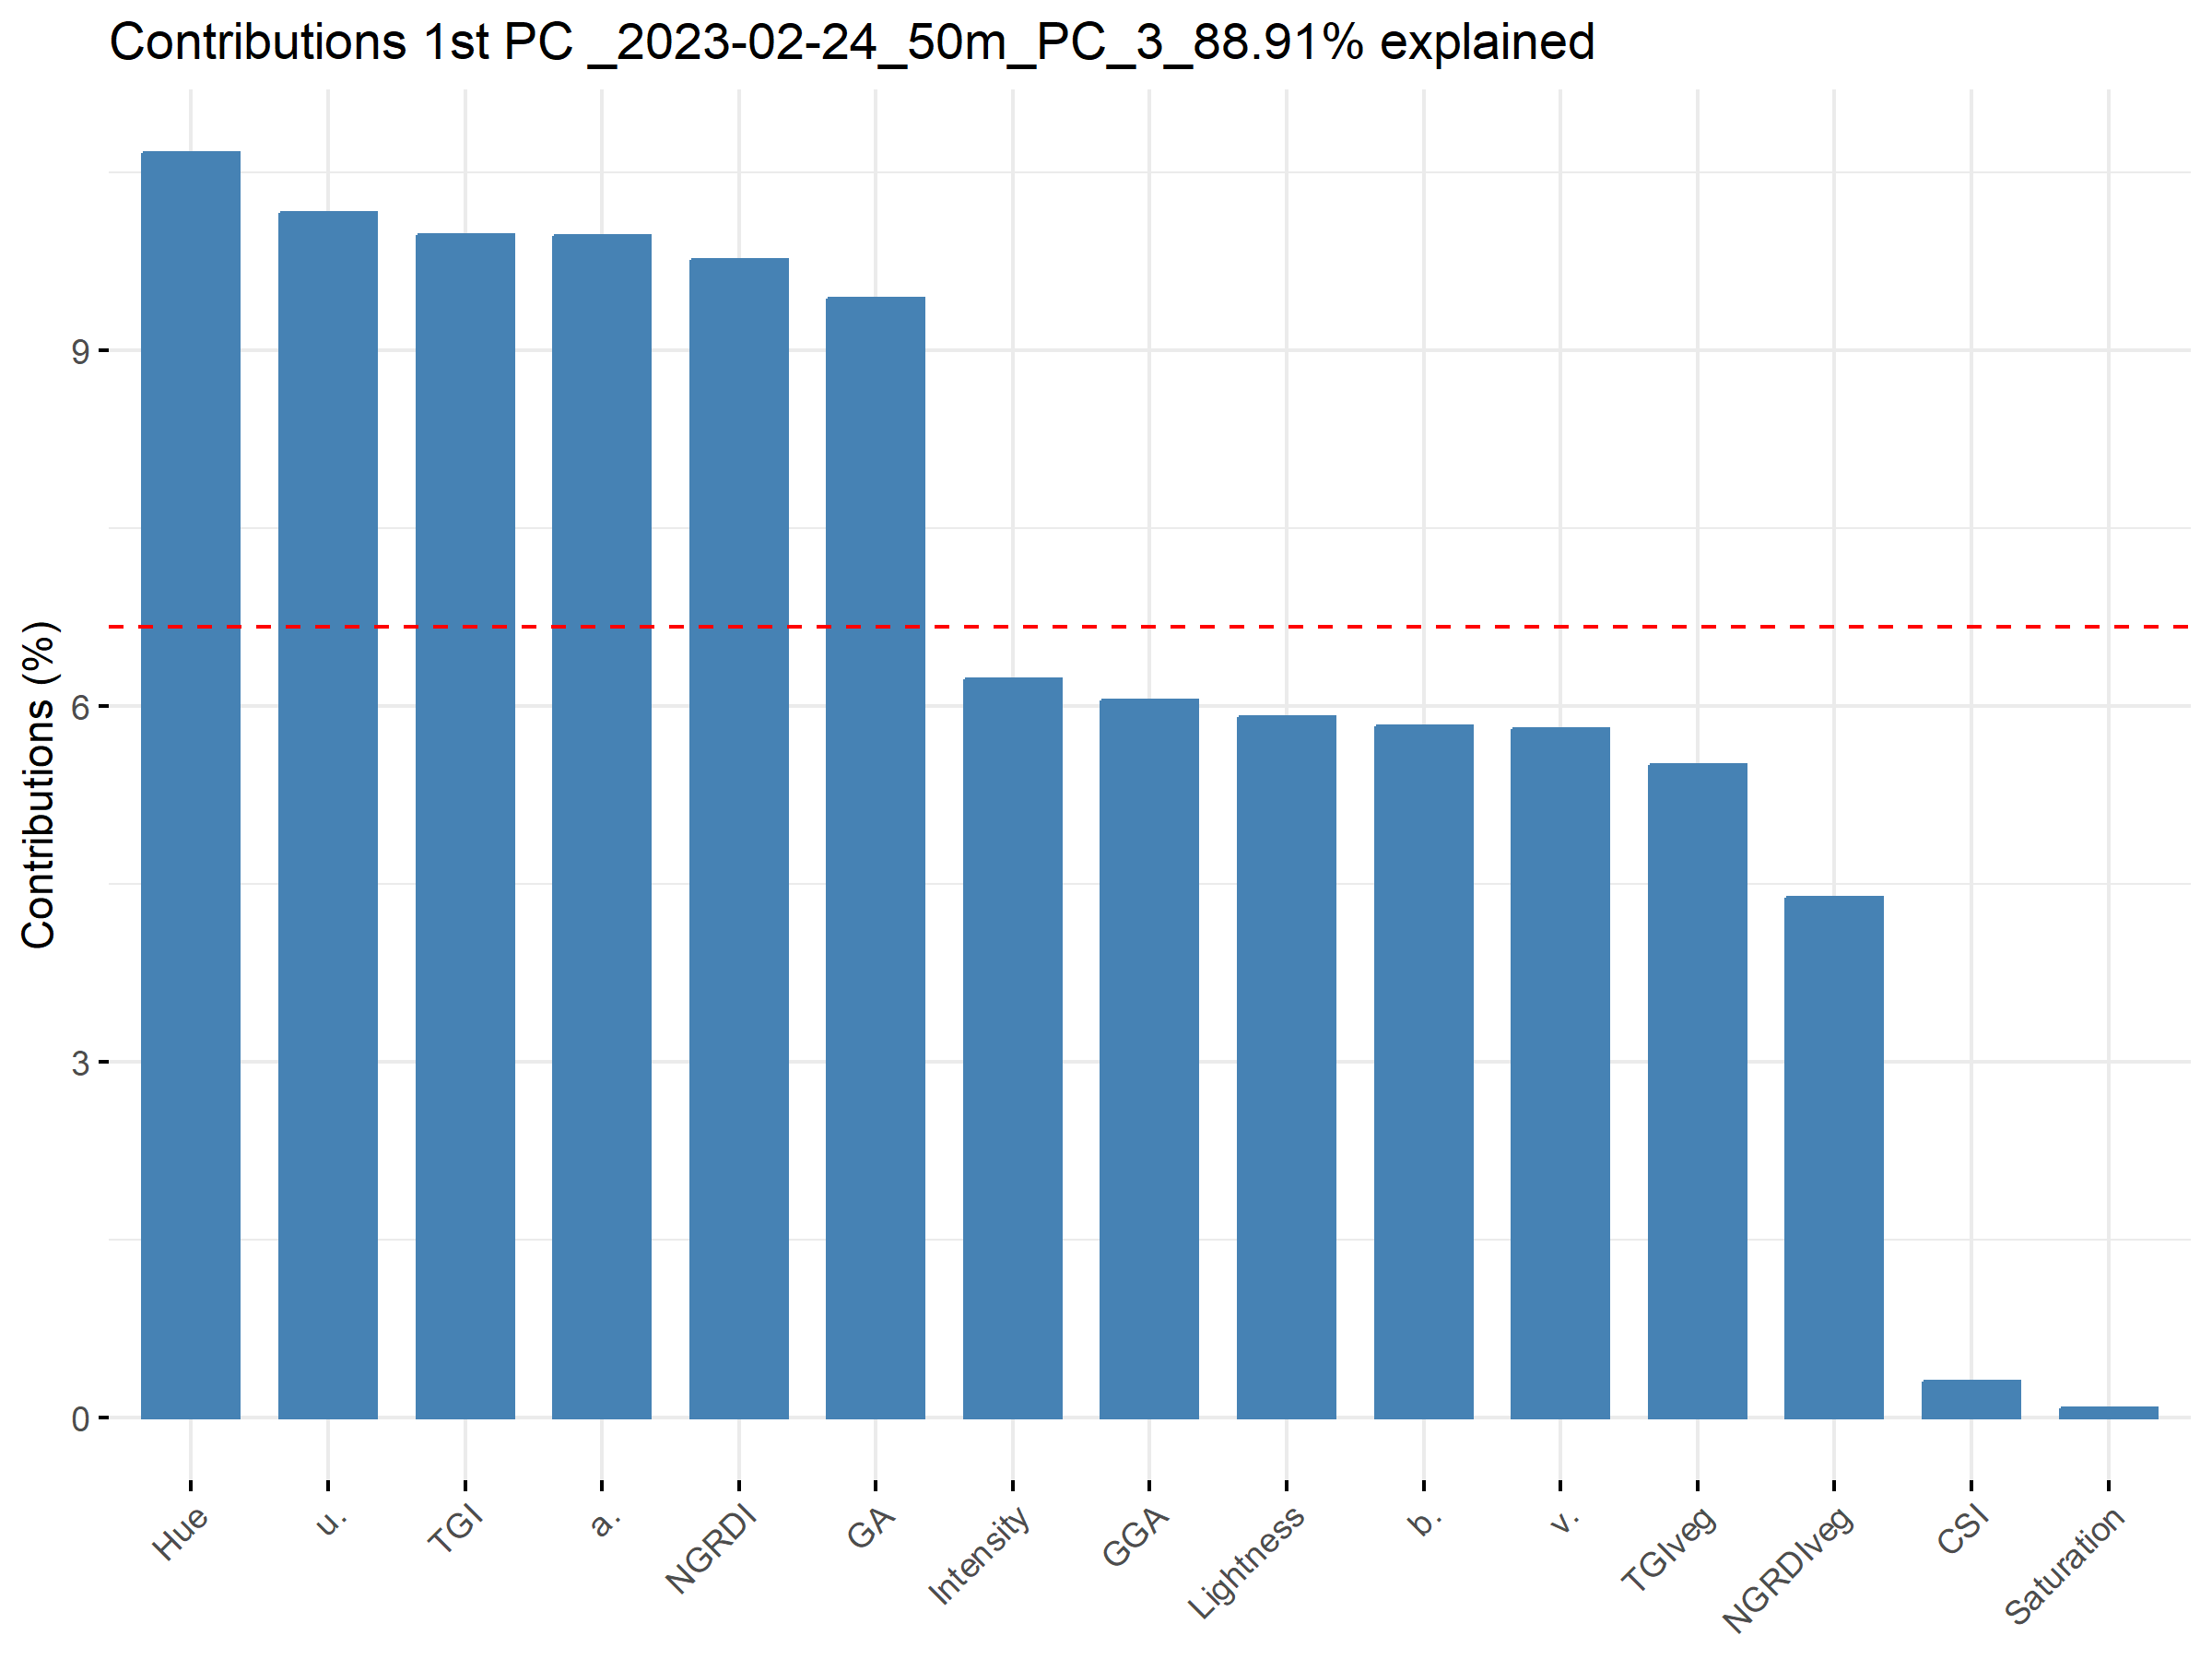 Contributions 1st PC _2023-02-24_50m_PC_3_88.91% explained
Contributions (%)
9
6
3
0
Hue
u.
TGI
a.
NGRDI
GA
Intensity
GGA
Lightness
b.
v.
TGIveg
NGRDIveg
CSI
Saturation